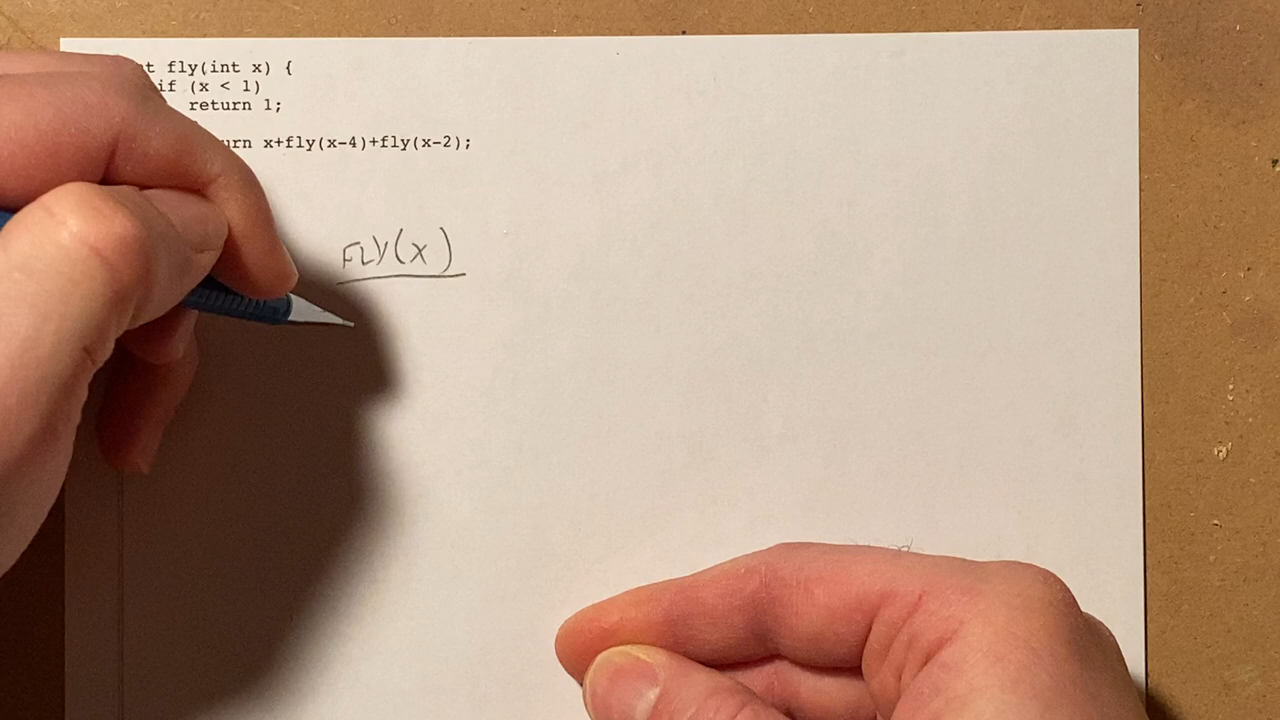 t fly(int x) {
if (x < 1)
return 1;
urn x+fly(x-4)+fly(x-2);
FLY(x)